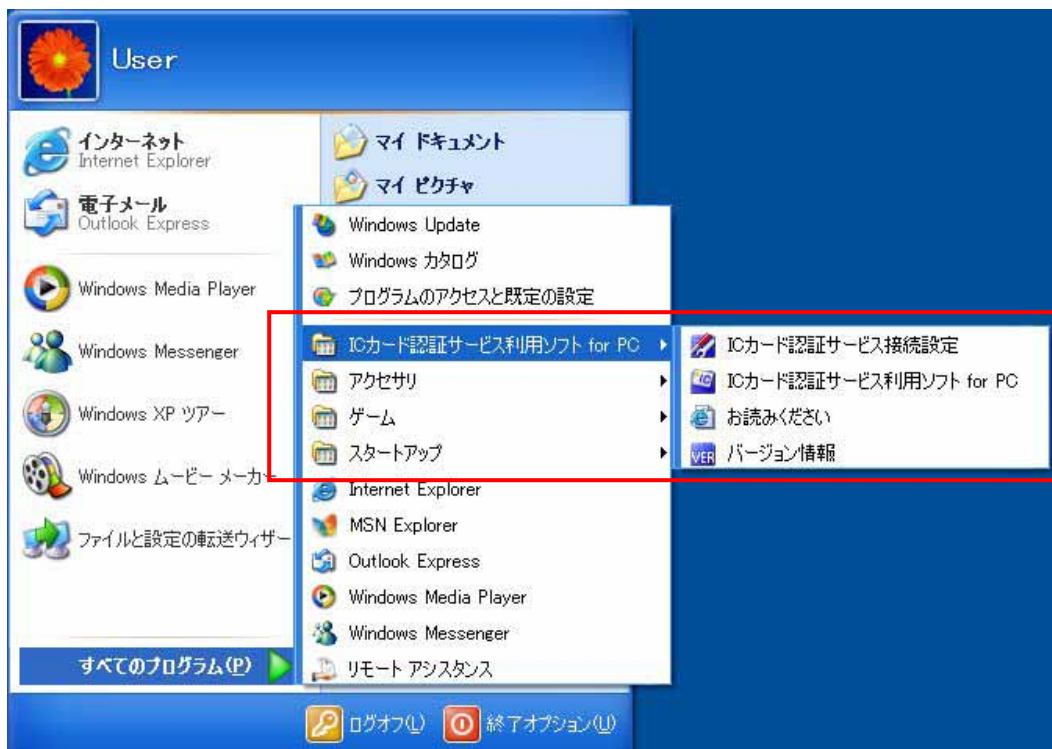 User
インターネット
Internet Explorer
電子メール
Outlook Express
Windows Media Player
Windows Messenger
Windows XP ツアー
Windows ムービー メーカー
ファイルと設定の転送ウィザー
すべてのプログラム(P)
マイ ドキュメント
マイ ピクチャ
Windows Update
Windows カタログ
プログラムのアクセスと既定の設定
ICカード認証サービス利用ソフト for PC
アクセサリ
ゲーム
スタートアップ
Internet Explorer
MSN Explorer
Outlook Express
Windows Media Player
Windows Messenger
リモート アシスタンス
ICカード認証サービス接続設定
ICカード認証サービス利用ソフト for PC
お読みください
VER バージョン情報
ログオフ(L)
終了オプション(U)